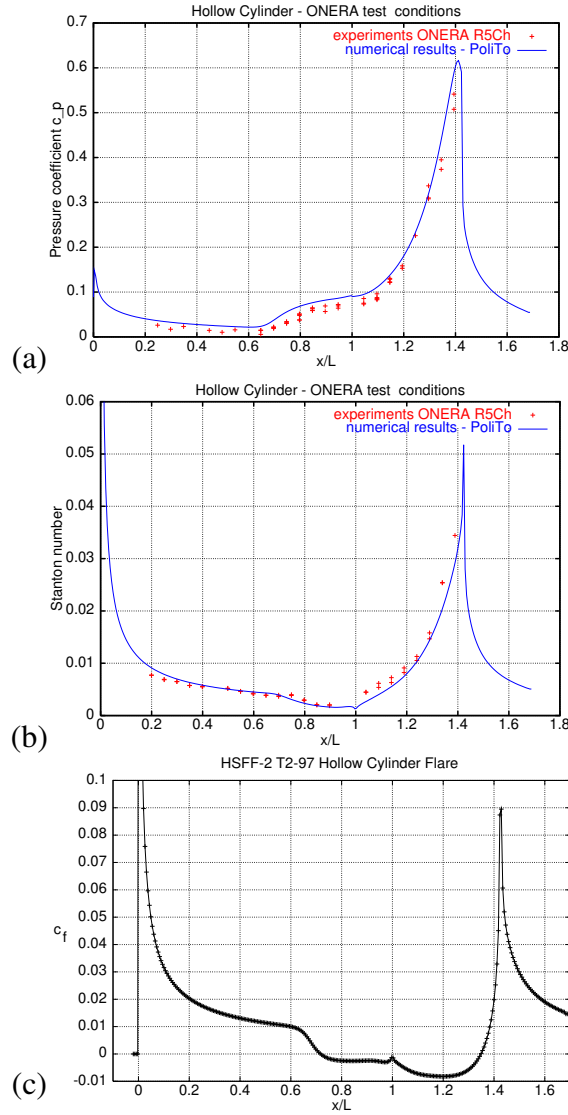 Hollow Cylinder - ONERA test conditions
experiments ONERA R5Ch
numerical results - PoliTo
Pressure coefficient c_p
0.7
0.6
0.5
0.4
0.3
0.2
0.1
0
0 0.2 0.4 0.6 0.8 1 1.2 1.4 1.6 1.8
x/L
(a)
Hollow Cylinder - ONERA test conditions
experiments ONERA R5Ch
numerical results - PoliTo
Stanton number
0.06
0.05
0.04
0.03
0.02
0.01
0
0 0.2 0.4 0.6 0.8 1 1.2 1.4 1.6 1.8
x/L
(b)
HSFF-2 T2-97 Hollow Cylinder Flare
c_f
0.1
0.09
0.08
0.07
0.06
0.05
0.04
0.03
0.02
0.01
0
-0.01
0 0.2 0.4 0.6 0.8 1.0 1.2 1.4 1.6
x/L
(c)